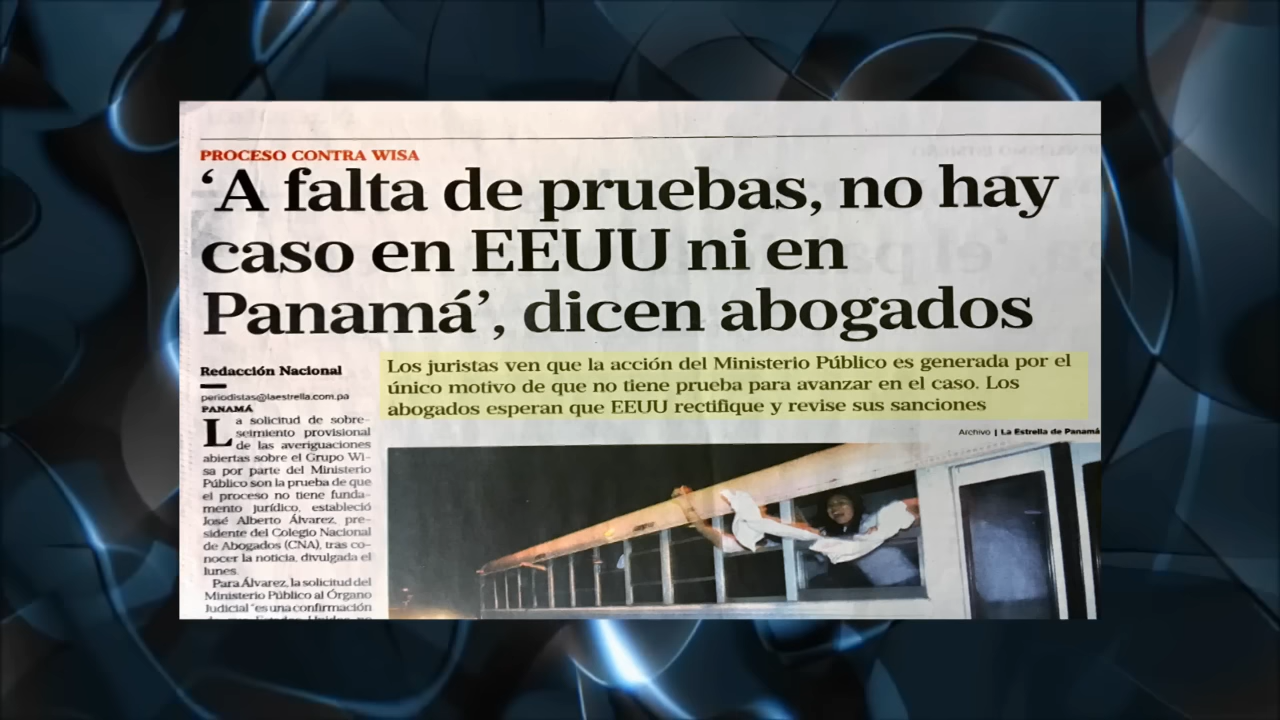 PROCESO CONTRA WISA
‘A falta de pruebas, no hay
caso en EEUU ni en
Panamá’, dicen abogados
Redacción Nacional
periodistas@laestrella.com.pa
PANAMÁ
Los juristas ven que la acción del Ministerio Público es generada por el
único motivo de que no tiene prueba para avanzar en el caso. Los
abogados esperan que EEUU rectifique y revise sus sanciones
Archivo | La Estrella de Panamá
La solicitud de sobre-
seimiento provisional
de las averiguaciones
abiertas sobre el Grupo Wi-
sa por parte del Ministerio
Público son la prueba de que
el proceso no tiene funda-
mento jurídico, estableció
José Alberto Álvarez, pre-
sidente del Colegio Nacional
de Abogados (CNA), tras co-
nocer la noticia, divulgada el
lunes.
Para Álvarez, la solicitud del
Ministerio Público al Órgano
Judicial “es una confirmación